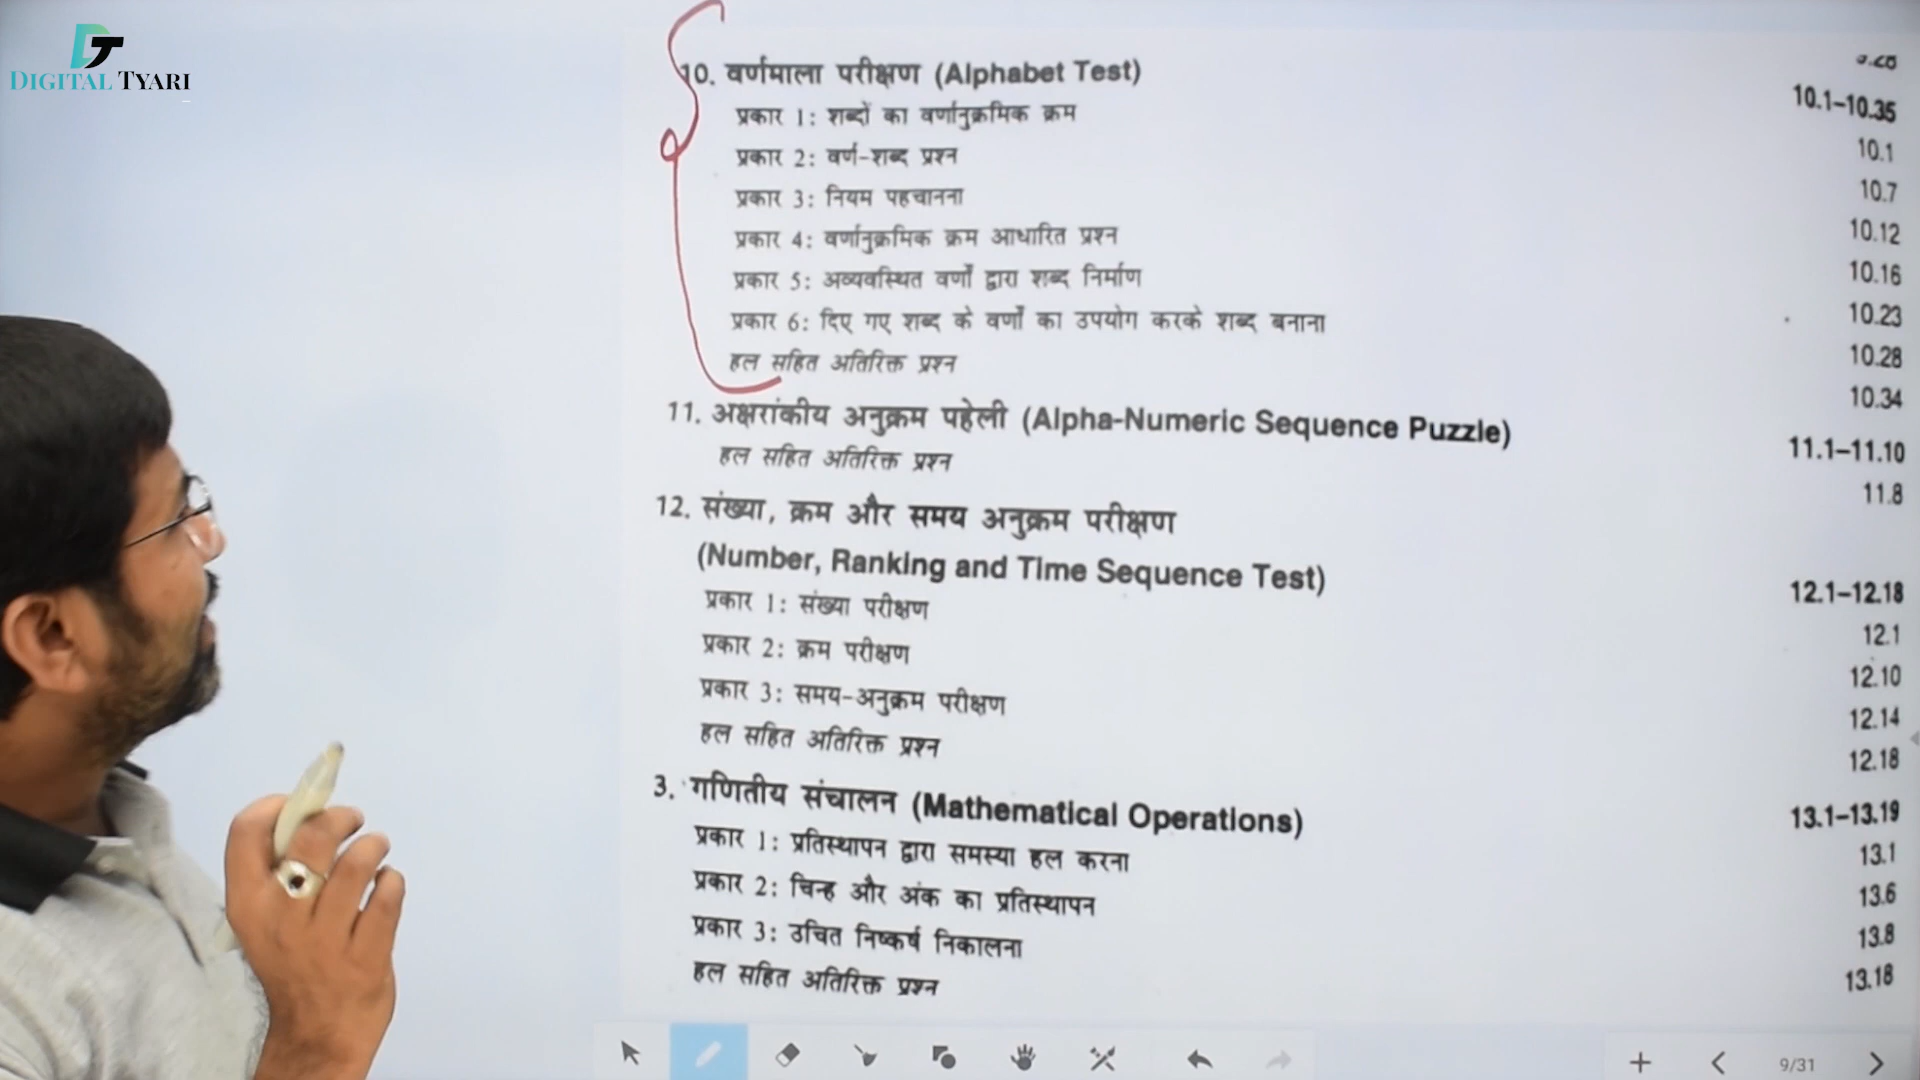 DT
DIGITAL TYARI
10. वर्णमाला परीक्षण (Alphabet Test) 10.1–10.35
प्रकार 1: शब्दों का वर्णानुक्रमिक क्रम 10.1
प्रकार 2: वर्ण-शब्द प्रश्न 10.7
प्रकार 3: नियम पहचानना 10.12
प्रकार 4: वर्णानुक्रमिक क्रम आधारित प्रश्न 10.16
प्रकार 5: अव्यवस्थित वर्णों द्वारा शब्द निर्माण 10.23
प्रकार 6: दिए गए शब्द के वर्णों का उपयोग करके शब्द बनाना 10.28
हल सहित अतिरिक्त प्रश्न 10.34
11. अक्षरांकीय अनुक्रम पहेली (Alpha-Numeric Sequence Puzzle) 11.1–11.10
हल सहित अतिरिक्त प्रश्न 11.8
12. संख्या, क्रम और समय अनुक्रम परीक्षण
(Number, Ranking and Time Sequence Test) 12.1–12.18
प्रकार 1: संख्या परीक्षण 12.1
प्रकार 2: क्रम परीक्षण 12.10
प्रकार 3: समय-अनुक्रम परीक्षण 12.14
हल सहित अतिरिक्त प्रश्न 12.18
3. गणितीय संचालन (Mathematical Operations) 13.1–13.19
प्रकार 1: प्रतिस्थापन द्वारा समस्या हल करना 13.1
प्रकार 2: चिन्ह और अंक का प्रतिस्थापन 13.6
प्रकार 3: उचित निष्कर्ष निकालना 13.8
हल सहित अतिरिक्त प्रश्न 13.18
9/31